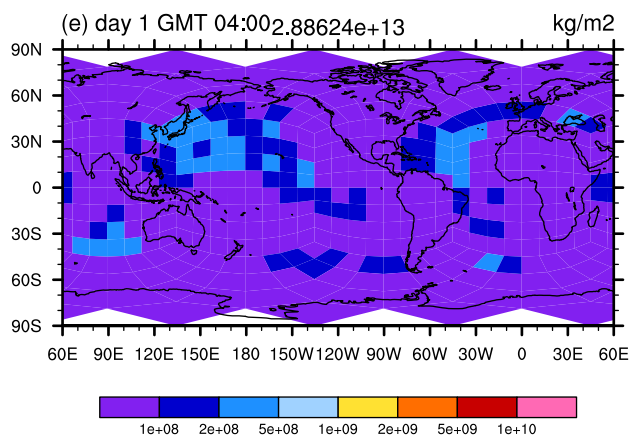 (e) day 1 GMT 04:00 2.88624e+13 kg/m2
90N
60N
30N
0
30S
60S
90S
60E 90E 120E 150E 180 150W 120W 90W 60W 30W 0 30E 60E
1e+08 2e+08 5e+08 1e+09 2e+09 5e+09 1e+10